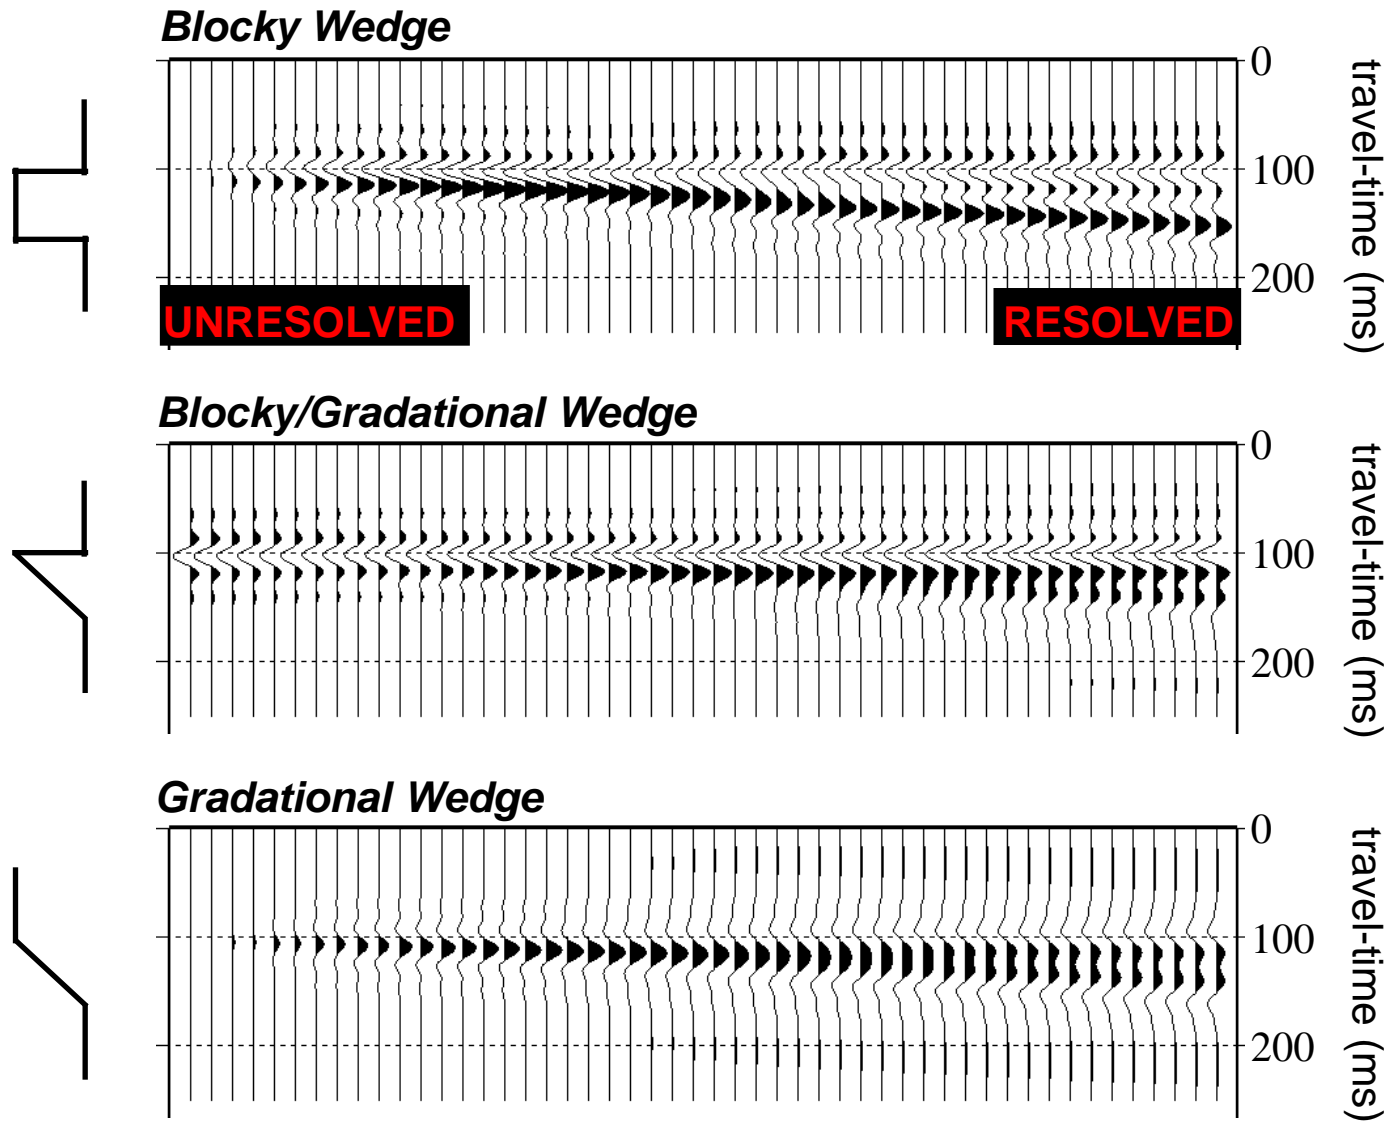 Blocky Wedge
0
100
200
travel-time (ms)
UNRESOLVED
RESOLVED
Blocky/Gradational Wedge
0
100
200
travel-time (ms)
Gradational Wedge
0
100
200
travel-time (ms)